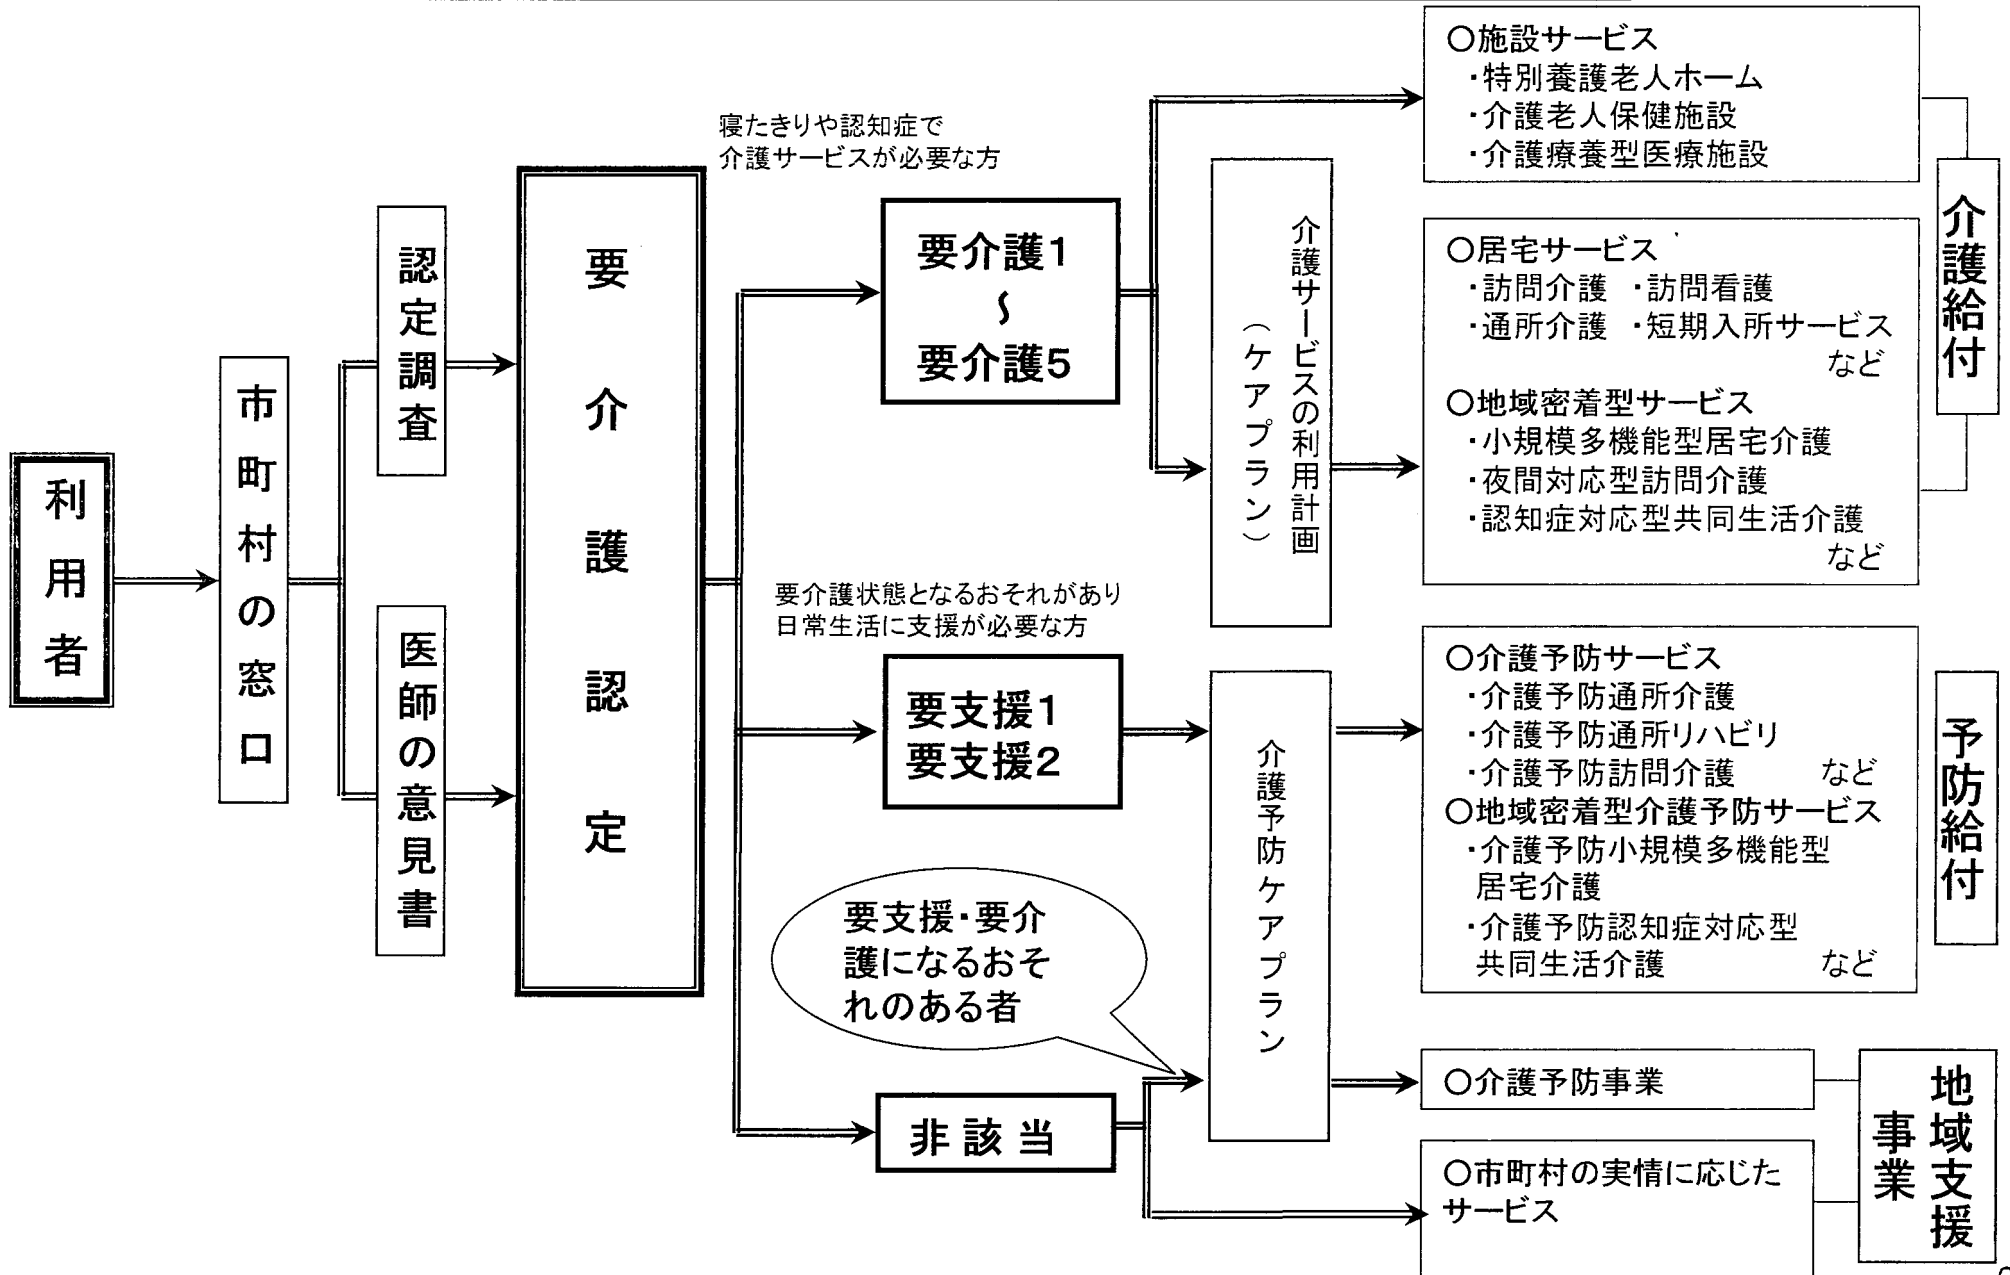 利用者
市町村の窓口
認定調査
医師の意見書
要介護認定
寝たきりや認知症で
介護サービスが必要な方
要介護1
〜
要介護5
要介護状態となるおそれがあり
日常生活に支援が必要な方
要支援1
要支援2
要支援・要介
護になるおそ
れのある者
非該当
介護サービスの利用計画
（ケアプラン）
介護予防ケアプラン
○施設サービス
・特別養護老人ホーム
・介護老人保健施設
・介護療養型医療施設
○居宅サービス
・訪問介護 ・訪問看護
・通所介護 ・短期入所サービス
など
○地域密着型サービス
・小規模多機能型居宅介護
・夜間対応型訪問介護
・認知症対応型共同生活介護
など
介護給付
○介護予防サービス
・介護予防通所介護
・介護予防通所リハビリ
・介護予防訪問介護 など
○地域密着型介護予防サービス
・介護予防小規模多機能型
居宅介護
・介護予防認知症対応型
共同生活介護 など
予防給付
○介護予防事業
○市町村の実情に応じた
サービス
地域支援
事業